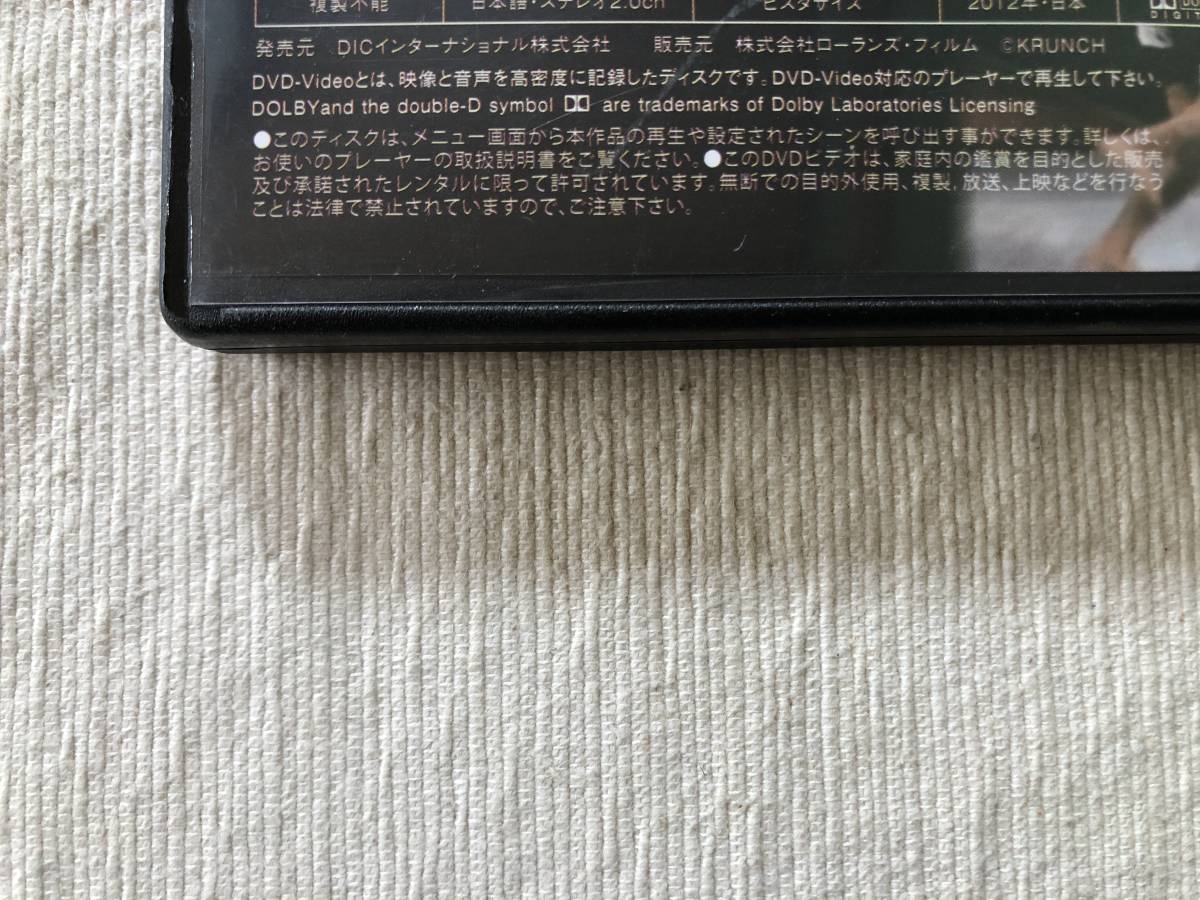 複製不能 日本語・ステレオ2.0ch ビスタサイズ 2012年・日本
発売元 DICインターナショナル株式会社 販売元 株式会社ローランズ・フィルム ©KRUNCH
DVD-Videoとは、映像と音声を高密度に記録したディスクです。DVD-Video対応のプレーヤーで再生して下さい。
DOLBYand the double-D symbol are trademarks of Dolby Laboratories Licensing
●このディスクは、メニュー画面から本作品の再生や設定されたシーンを呼び出す事ができます。詳しくは、
お使いのプレーヤーの取扱説明書をご覧ください。●このDVDビデオは、家庭内の鑑賞を目的とした販売
及び承諾されたレンタルに限って許可されています。無断での目的外使用、複製，放送、上映などを行なう
ことは法律で禁止されていますので、ご注意下さい。